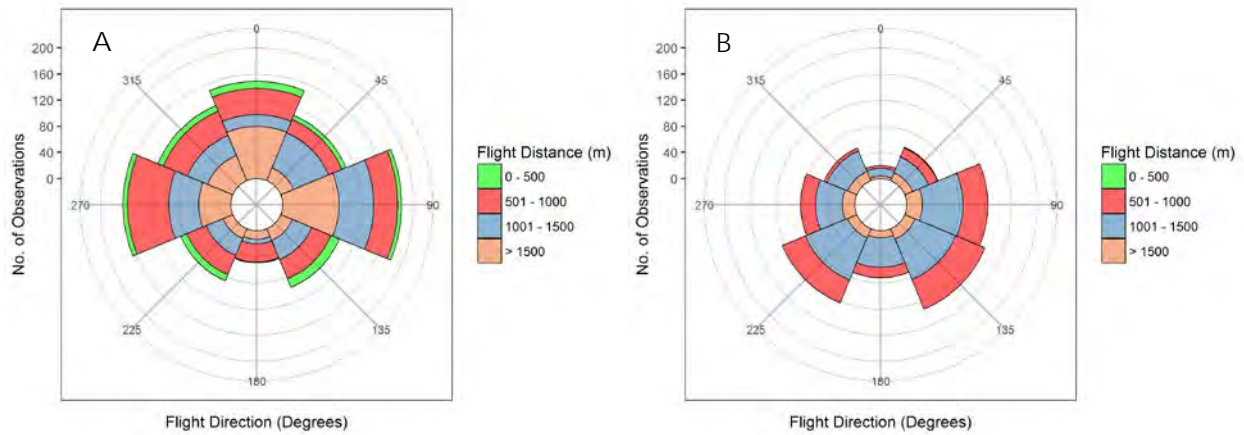 A
No. of Observations
200
160
120
80
40
0
0
45
90
135
180
225
270
315
Flight Direction (Degrees)
Flight Distance (m)
0 - 500
501 - 1000
1001 - 1500
> 1500
B
No. of Observations
200
160
120
80
40
0
0
45
90
135
180
225
270
315
Flight Direction (Degrees)
Flight Distance (m)
0 - 500
501 - 1000
1001 - 1500
> 1500